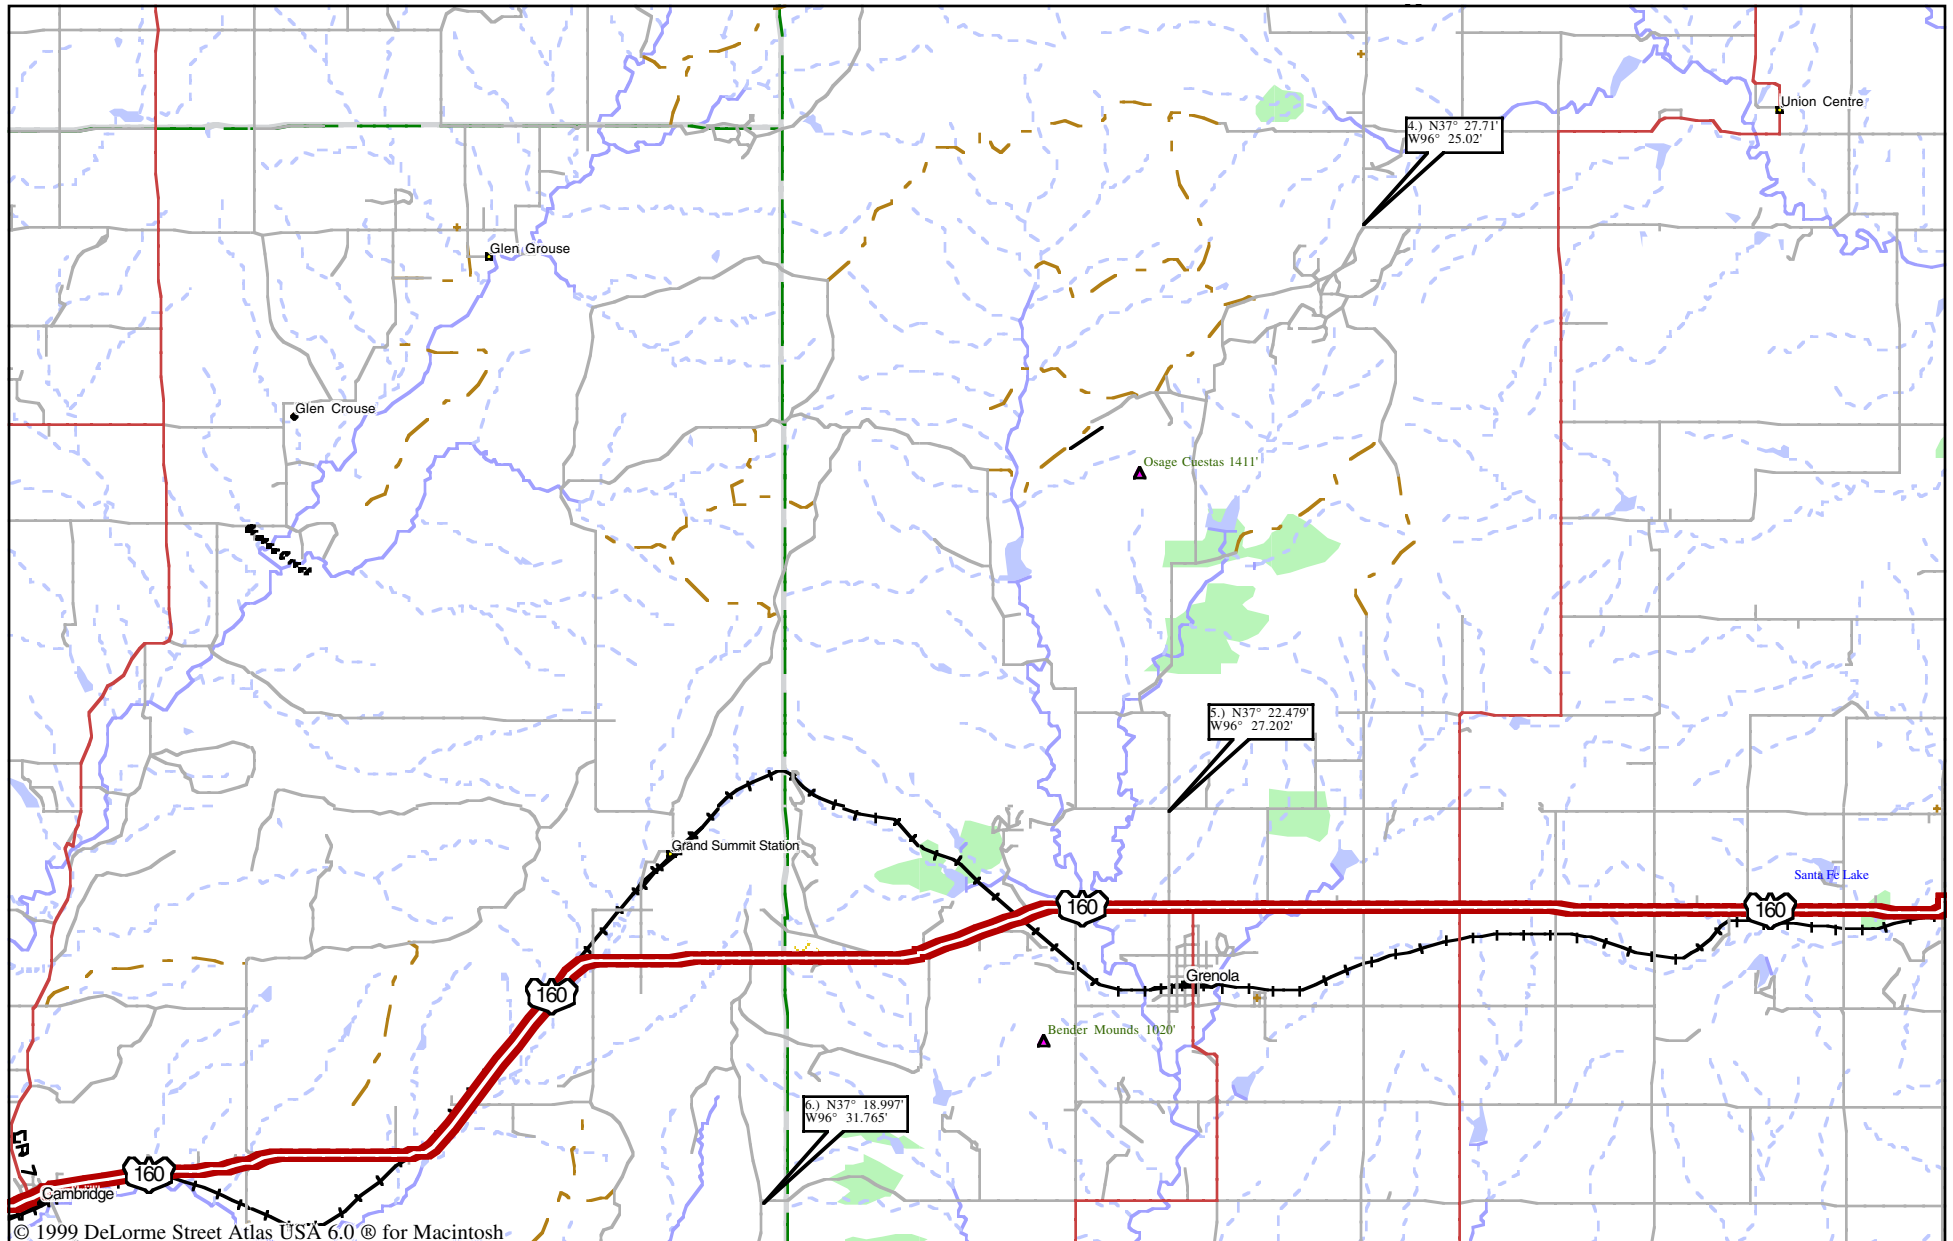 Union Centre
4.) N37° 27.71'
W96° 25.02'
Glen Grouse
Glen Crouse
Osage Cuestas 1411'
5.) N37° 22.479'
W96° 27.202'
Grand Summit Station
Santa Fe Lake
160
160
Grenola
160
Bender Mounds 1020'
6.) N37° 18.997'
W96° 31.765'
CR 7
160
Cambridge
© 1999 DeLorme Street Atlas USA 6.0 ® for Macintosh